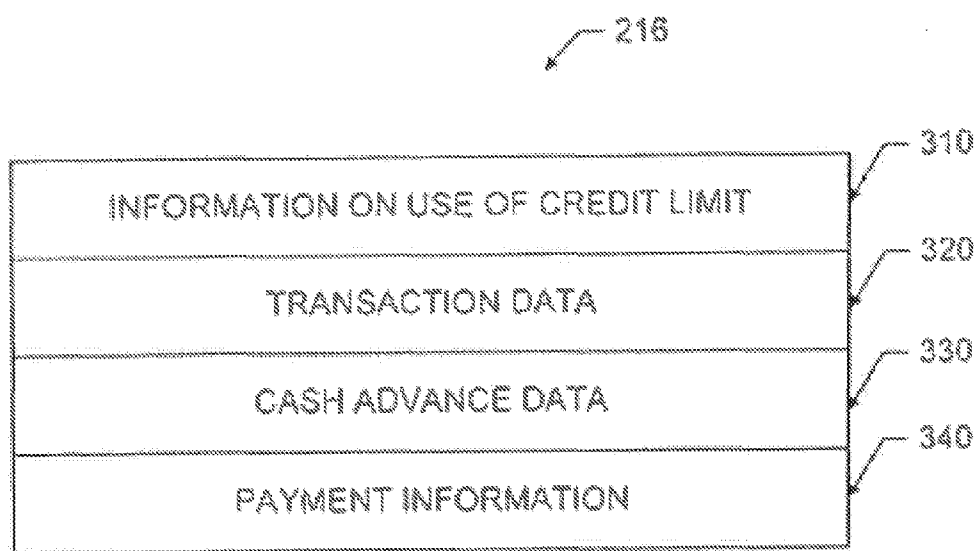 216
INFORMATION ON USE OF CREDIT LIMIT
310
TRANSACTION DATA
320
CASH ADVANCE DATA
330
PAYMENT INFORMATION
340